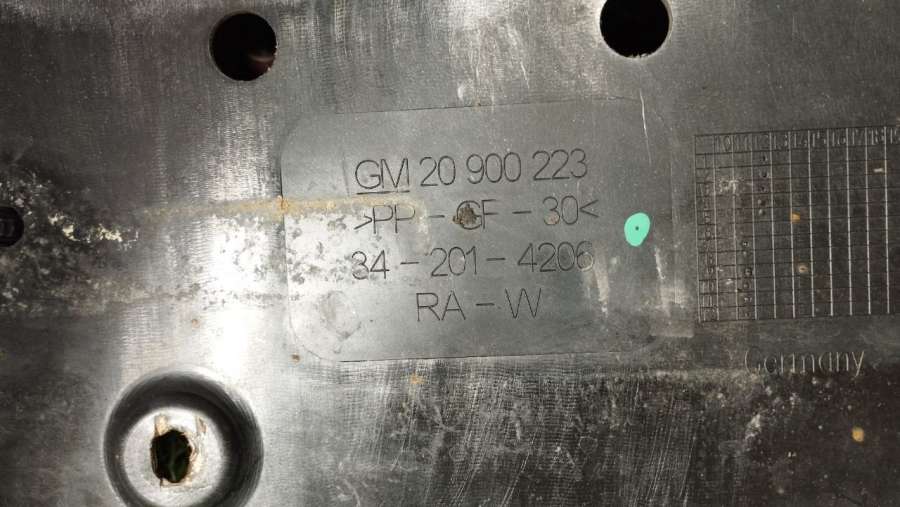 GM 20 900 223
>PP - GF - 30<
34 - 201 - 4206
RA - W
Germany